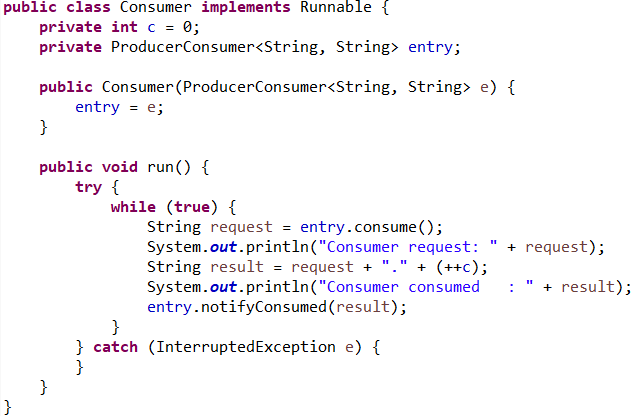 public class Consumer implements Runnable {
    private int c = 0;
    private ProducerConsumer<String, String> entry;

    public Consumer(ProducerConsumer<String, String> e) {
        entry = e;
    }

    public void run() {
        try {
            while (true) {
                String request = entry.consume();
                System.out.println("Consumer request: " + request);
                String result = request + "." + (++c);
                System.out.println("Consumer consumed   : " + result);
                entry.notifyConsumed(result);
            }
        } catch (InterruptedException e) {
        }
    }
}